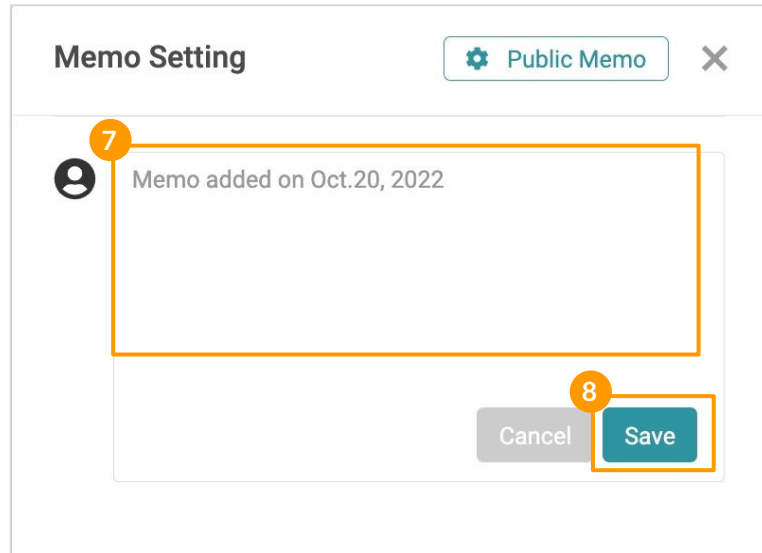 Memo Setting
Public Memo
7
Memo added on Oct.20, 2022
8
Cancel
Save